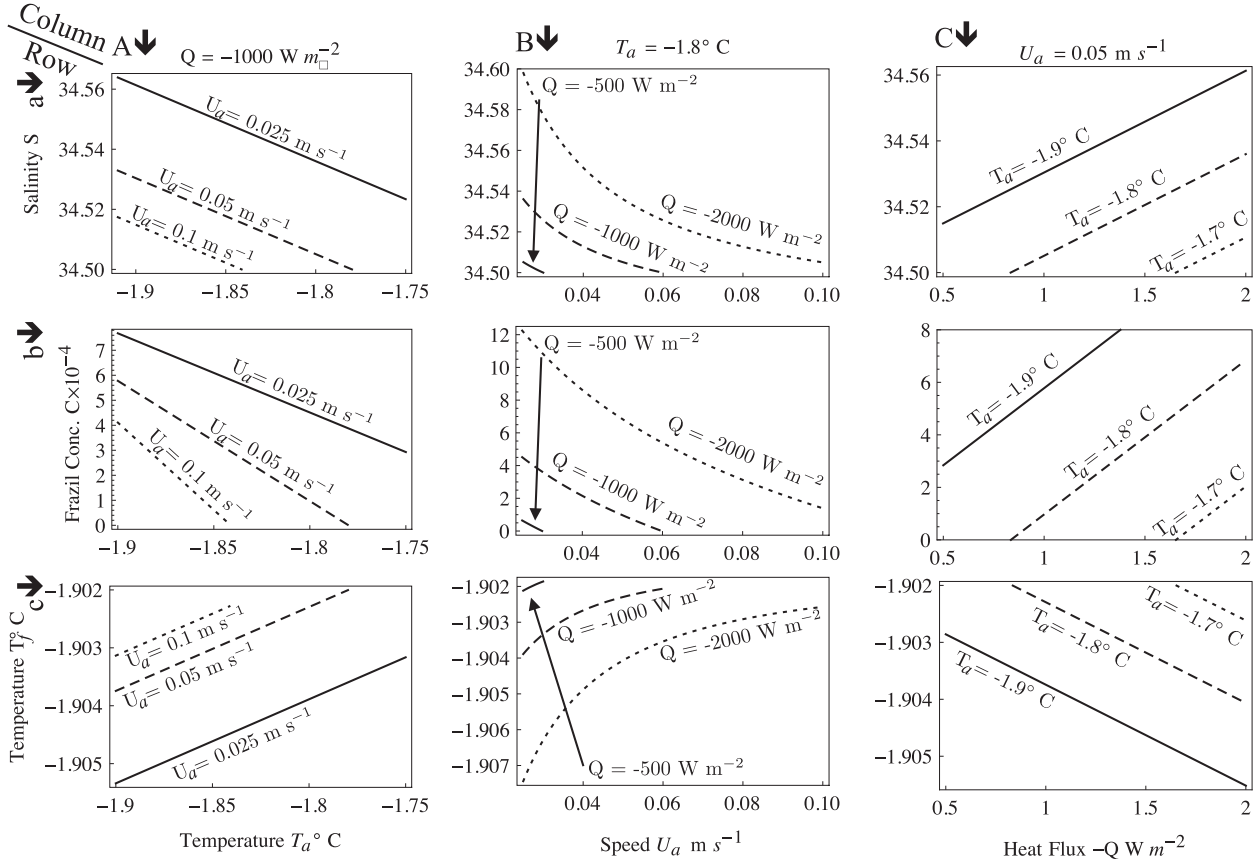 Column
Row
A Q = −1000 W m□−2
B Ta = −1.8° C
C Ua = 0.05 m s−1
a
Salinity S
34.56
34.54
34.52
34.50
Ua= 0.025 m s−1
Ua= 0.05 m s−1
Ua= 0.1 m s−1
−1.9 −1.85 −1.8 −1.75
34.60
34.58
34.56
34.54
34.52
34.50
Q = -500 W m−2
Q = -2000 W m−2
Q = -1000 W m−2
0.04 0.06 0.08 0.10
34.56
34.54
34.52
34.50
Ta= -1.9° C
Ta= -1.8° C
Ta= -1.7° C
0.5 1 1.5 2
b
Frazil Conc. C×10−4
7
6
5
4
3
2
1
0
Ua= 0.025 m s−1
Ua= 0.05 m s−1
Ua= 0.1 m s−1
−1.9 −1.85 −1.8 −1.75
12
10
8
6
4
2
0
Q = -500 W m−2
Q = -2000 W m−2
Q = -1000 W m−2
0.04 0.06 0.08 0.10
8
6
4
2
0
Ta= -1.9° C
Ta= -1.8° C
Ta= -1.7° C
0.5 1 1.5 2
c
Temperature Tf° C
−1.902
−1.903
−1.904
−1.905
Ua= 0.1 m s−1
Ua= 0.05 m s−1
Ua= 0.025 m s−1
−1.9 −1.85 −1.8 −1.75
Temperature Ta° C
−1.902
−1.903
−1.904
−1.905
−1.906
−1.907
Q = -1000 W m−2
Q = -2000 W m−2
Q = -500 W m−2
0.04 0.06 0.08 0.10
Speed Ua m s−1
−1.902
−1.903
−1.904
−1.905
Ta= -1.7° C
Ta= -1.8° C
Ta= -1.9° C
0.5 1 1.5 2
Heat Flux −Q W m−2